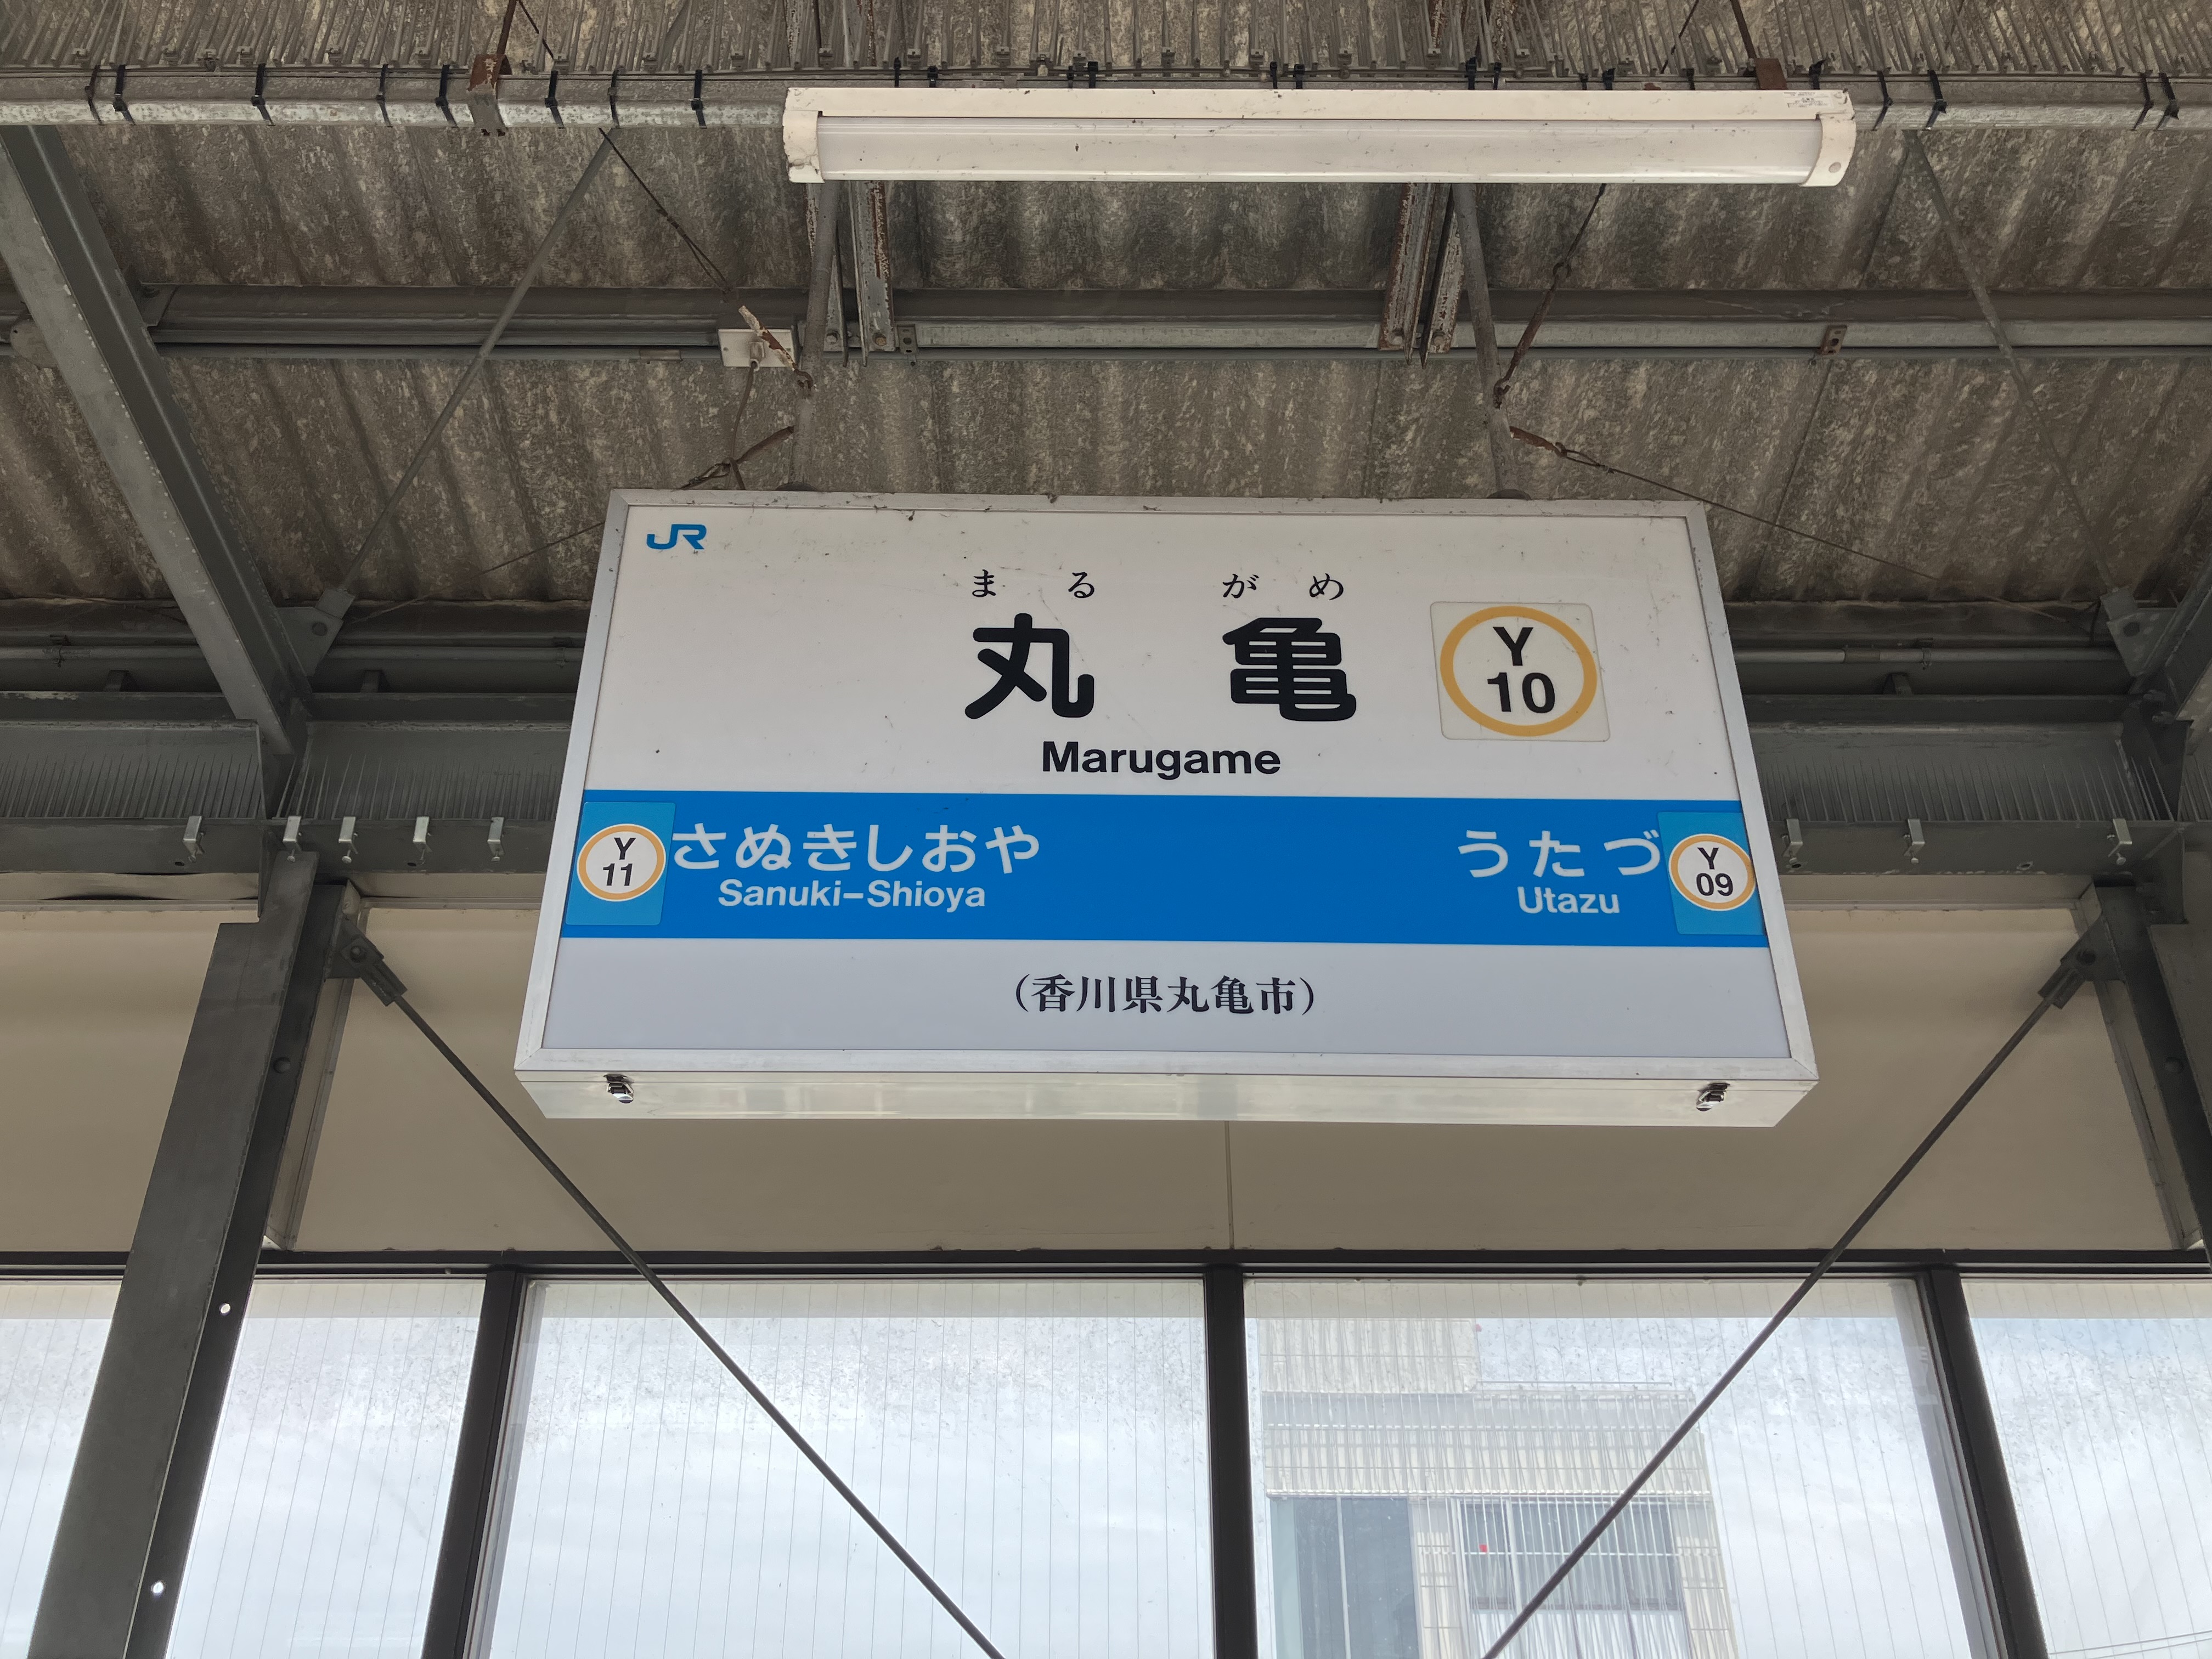 JR
まるがめ
丸亀
Y
10
Marugame
Y
11
さぬきしおや
Sanuki-Shioya
うたづ
Utazu
Y
09
(香川県丸亀市)